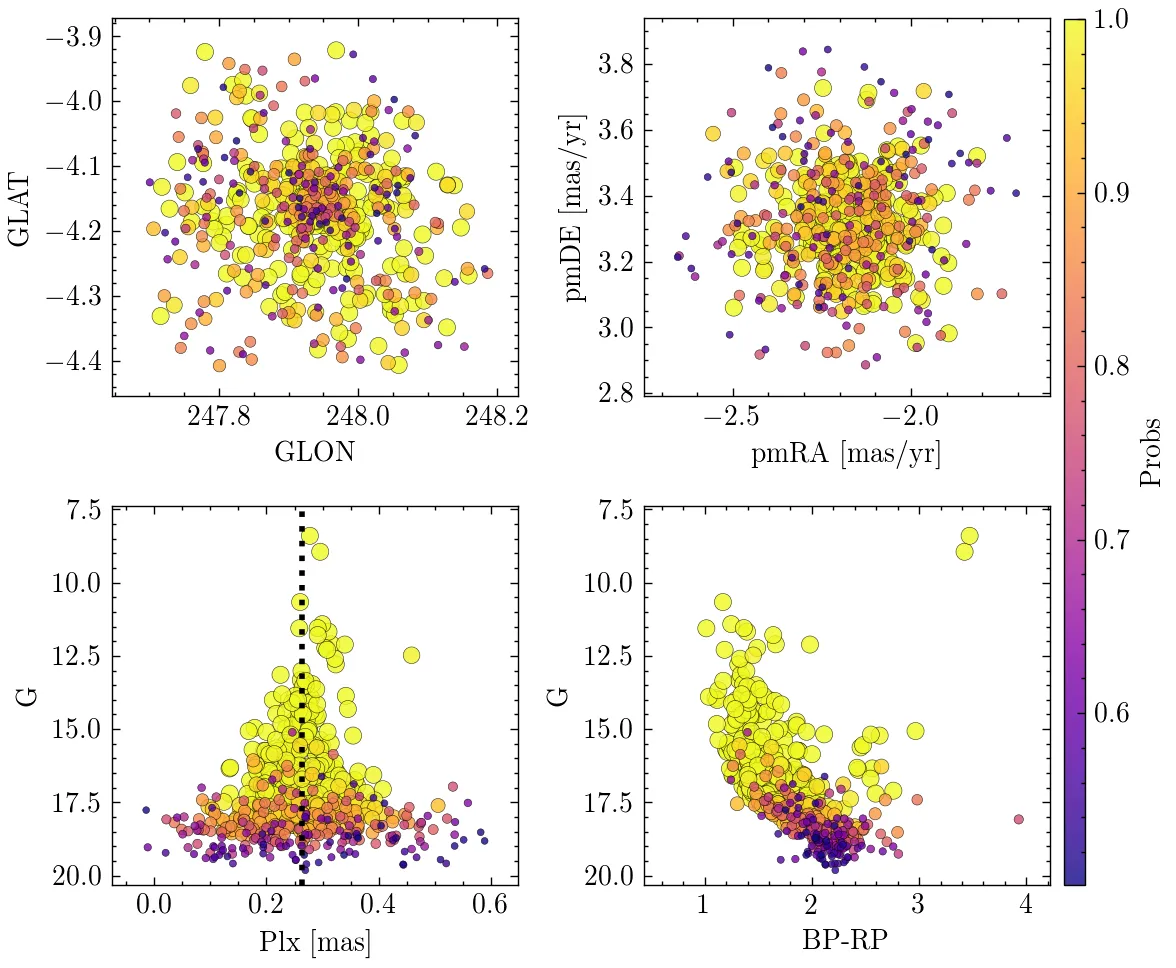 −3.9
−4.0
−4.1
−4.2
−4.3
−4.4
GLAT
247.8 248.0 248.2
GLON
3.8
3.6
3.4
3.2
3.0
2.8
pmDE [mas/yr]
−2.5 −2.0
pmRA [mas/yr]
7.5
10.0
12.5
15.0
17.5
20.0
G
0.0 0.2 0.4 0.6
Plx [mas]
7.5
10.0
12.5
15.0
17.5
20.0
G
1 2 3 4
BP-RP
1.0
0.9
0.8
0.7
0.6
Probs